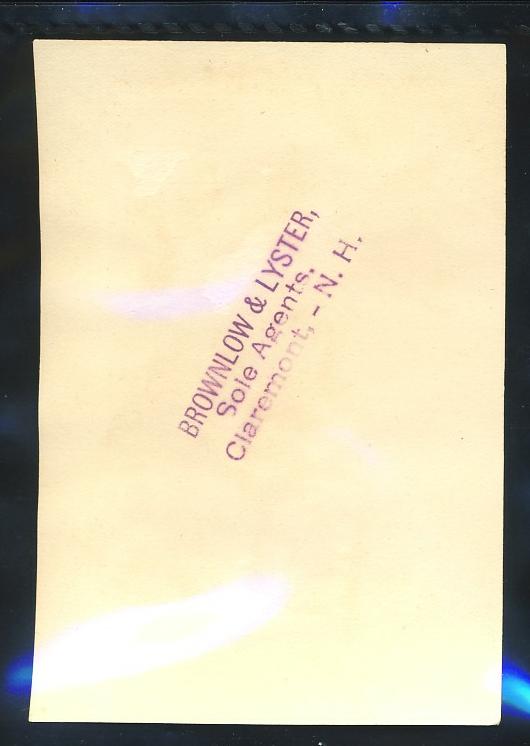 BROWNLOW & LYSTER,
Sole Agents,
Claremont, - N. H.